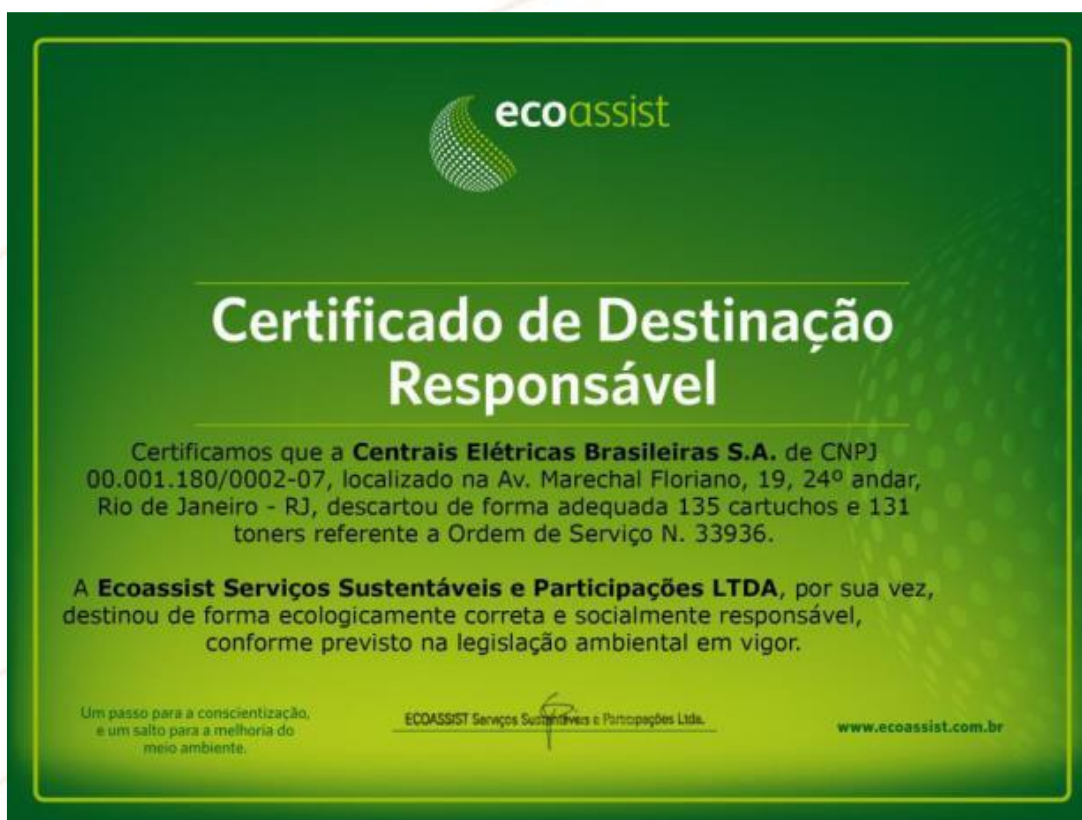 ecoassist
Certificado de Destinação
Responsável
Certificamos que a Centrais Elétricas Brasileiras S.A. de CNPJ
00.001.180/0002-07, localizado na Av. Marechal Floriano, 19, 24º andar,
Rio de Janeiro - RJ, descartou de forma adequada 135 cartuchos e 131
toners referente a Ordem de Serviço N. 33936.
A Ecoassist Serviços Sustentáveis e Participações LTDA, por sua vez,
destinou de forma ecologicamente correta e socialmente responsável,
conforme previsto na legislação ambiental em vigor.
Um passo para a conscientização,
e um salto para a melhoria do
meio ambiente.
ECOASSIST Serviços Sustentáveis e Participações Ltda.
www.ecoassist.com.br